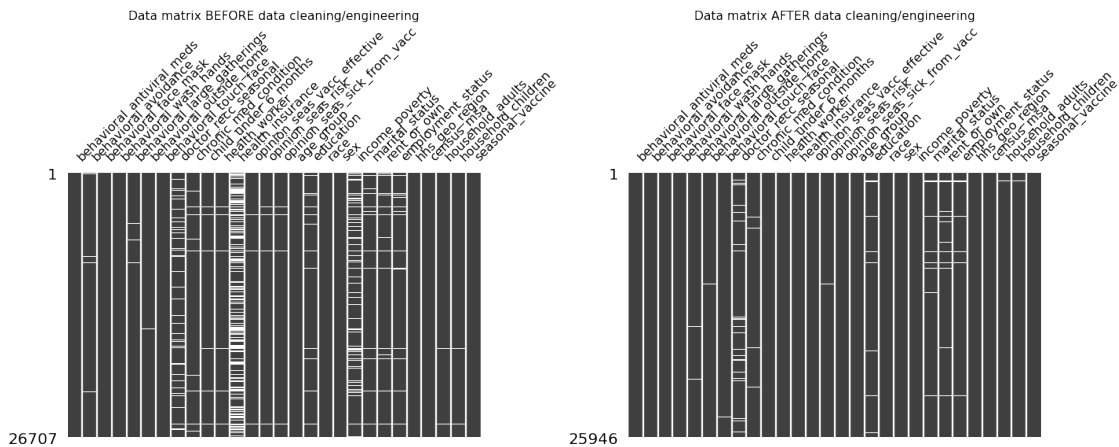 Data matrix BEFORE data cleaning/engineering
behavioral_antiviral_meds
behavioral_avoidance
behavioral_face_mask
behavioral_wash_hands
behavioral_large_gatherings
behavioral_outside_home
behavioral_touch_face
doctor_recc_seasonal
chronic_med_condition
child_under_6_months
health_worker
health_insurance
opinion_seas_vacc_effective
opinion_seas_risk
opinion_seas_sick_from_vacc
age_group
education
race
sex
income_poverty
marital_status
rent_or_own
employment_status
hhs_geo_region
census_msa
household_adults
household_children
seasonal_vaccine
1
26707
Data matrix AFTER data cleaning/engineering
behavioral_antiviral_meds
behavioral_avoidance
behavioral_face_mask
behavioral_wash_hands
behavioral_large_gatherings
behavioral_outside_home
behavioral_touch_face
doctor_recc_seasonal
chronic_med_condition
child_under_6_months
health_worker
health_insurance
opinion_seas_vacc_effective
opinion_seas_risk
opinion_seas_sick_from_vacc
age_group
education
race
sex
income_poverty
marital_status
rent_or_own
employment_status
hhs_geo_region
census_msa
household_adults
household_children
seasonal_vaccine
1
25946